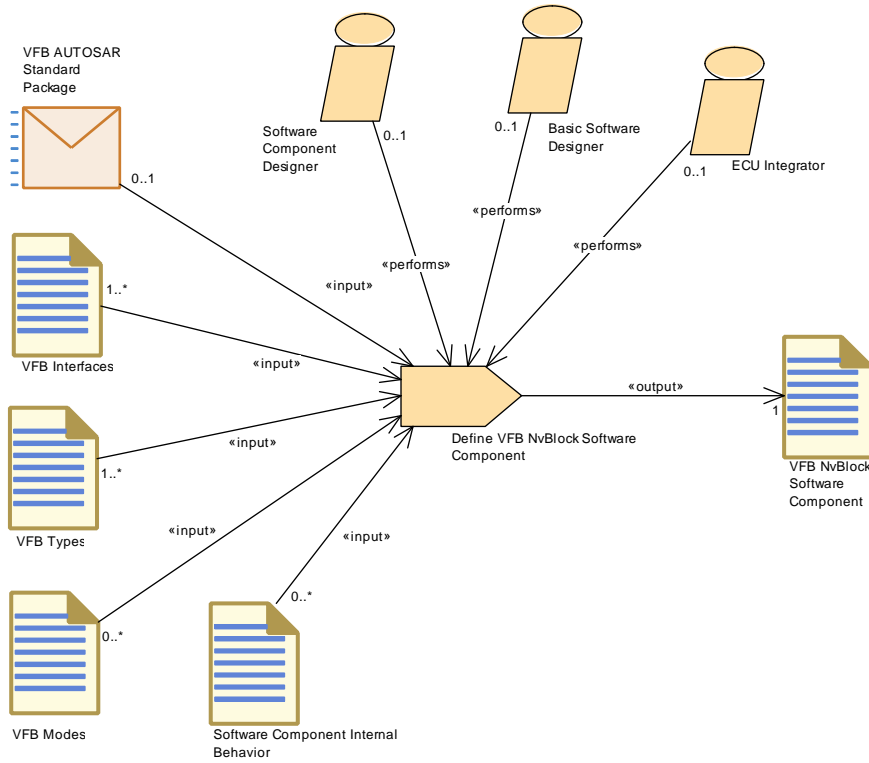 VFB AUTOSAR
Standard
Package
0..1
Software
Component
Designer
0..1
Basic Software
Designer
0..1
ECU Integrator
0..1
«performs»
«performs»
«performs»
«input»
1..*
VFB Interfaces
«input»
«output»
1
Define VFB NvBlock Software
Component
VFB NvBlock
Software
Component
«input»
1..*
VFB Types
«input»
«input»
0..*
0..*
VFB Modes
Software Component Internal
Behavior